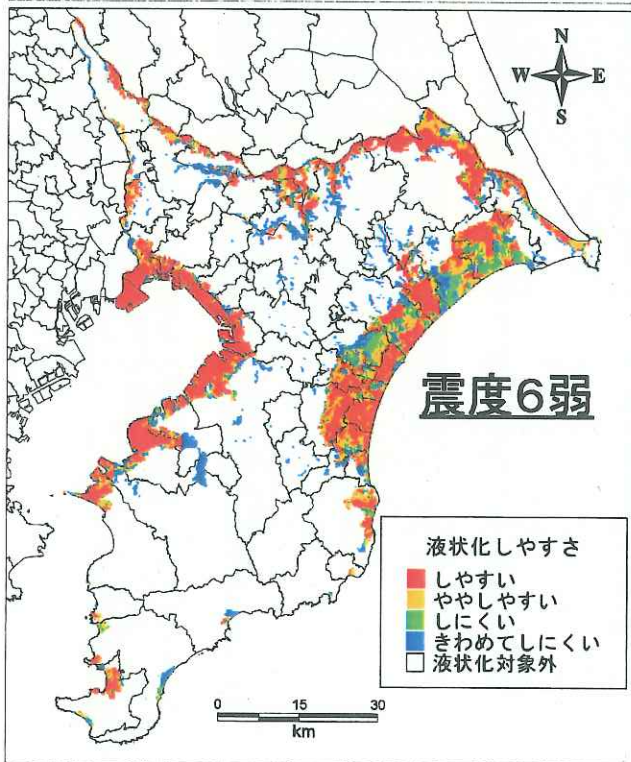 N
W E
S
震度6弱
液状化しやすさ
しやすい
ややしやすい
しにくい
きわめてしにくい
液状化対象外
0 15 30
km